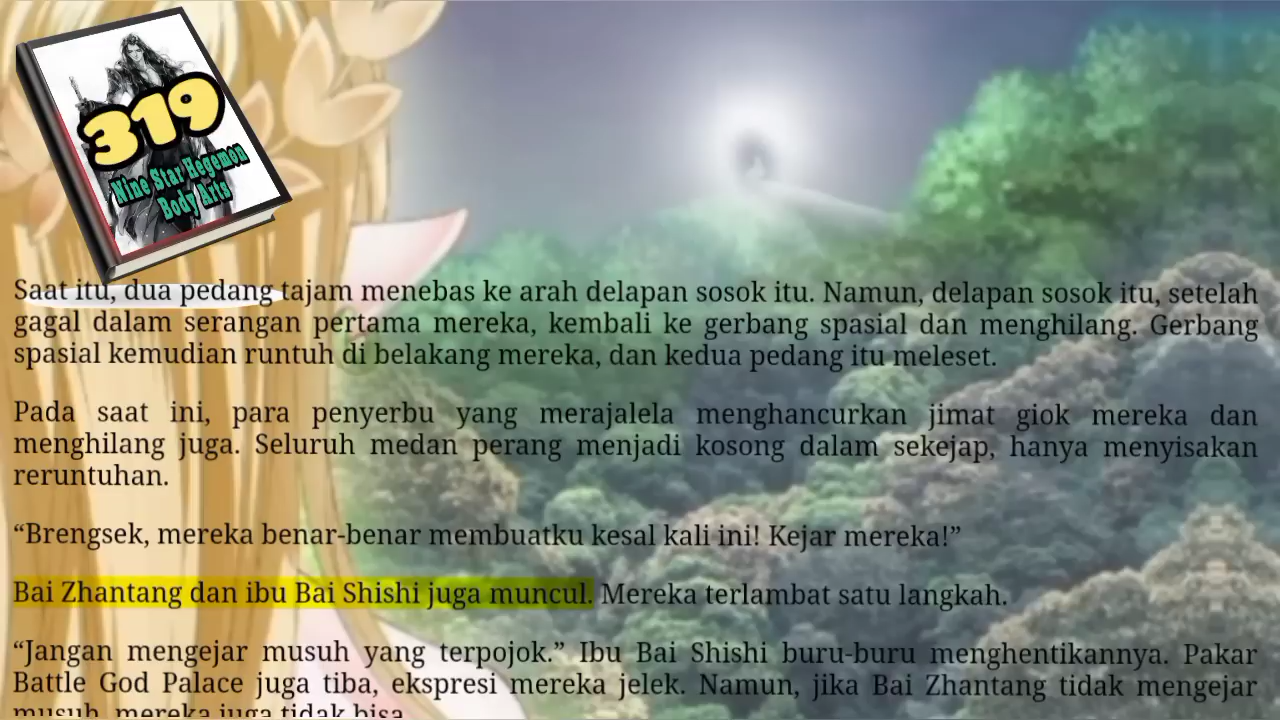 319
Nine Star Hegemon
Body Arts
Saat itu, dua pedang tajam menebas ke arah delapan sosok itu. Namun, delapan sosok itu, setelah
gagal dalam serangan pertama mereka, kembali ke gerbang spasial dan menghilang. Gerbang
spasial kemudian runtuh di belakang mereka, dan kedua pedang itu meleset.
Pada saat ini, para penyerbu yang merajalela menghancurkan jimat giok mereka dan
menghilang juga. Seluruh medan perang menjadi kosong dalam sekejap, hanya menyisakan
reruntuhan.
“Brengsek, mereka benar-benar membuatku kesal kali ini! Kejar mereka!”
Bai Zhantang dan ibu Bai Shishi juga muncul. Mereka terlambat satu langkah.
“Jangan mengejar musuh yang terpojok.” Ibu Bai Shishi buru-buru menghentikannya. Pakar
Battle God Palace juga tiba, ekspresi mereka jelek. Namun, jika Bai Zhantang tidak mengejar
musuh, mereka juga tidak bisa